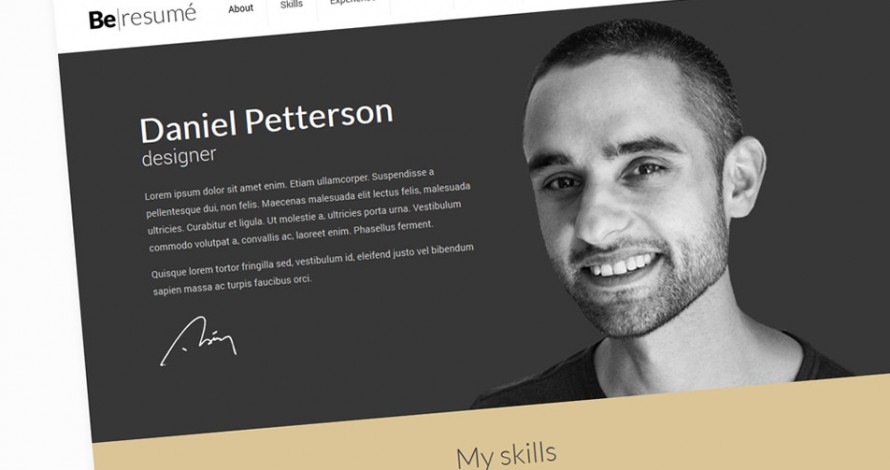 Be|resumé
About Skills
Daniel Petterson
designer
Lorem ipsum dolor sit amet enim. Etiam ullamcorper. Suspendisse a
pellentesque dui, non felis. Maecenas malesuada elit lectus felis, malesuada
ultricies. Curabitur et ligula. Ut molestie a, ultricies porta urna. Vestibulum
commodo volutpat a, convallis ac, laoreet enim. Phasellus ferment.
Quisque lorem tortor fringilla sed, vestibulum id, eleifend justo vel bibendum
sapien massa ac turpis faucibus orci.
My skills